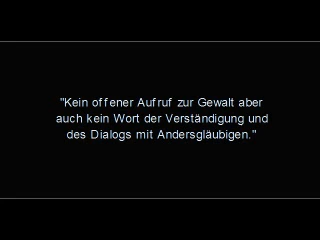 "Kein offener Aufruf zur Gewalt aber
auch kein Wort der Verständigung und
des Dialogs mit Andersgläubigen."